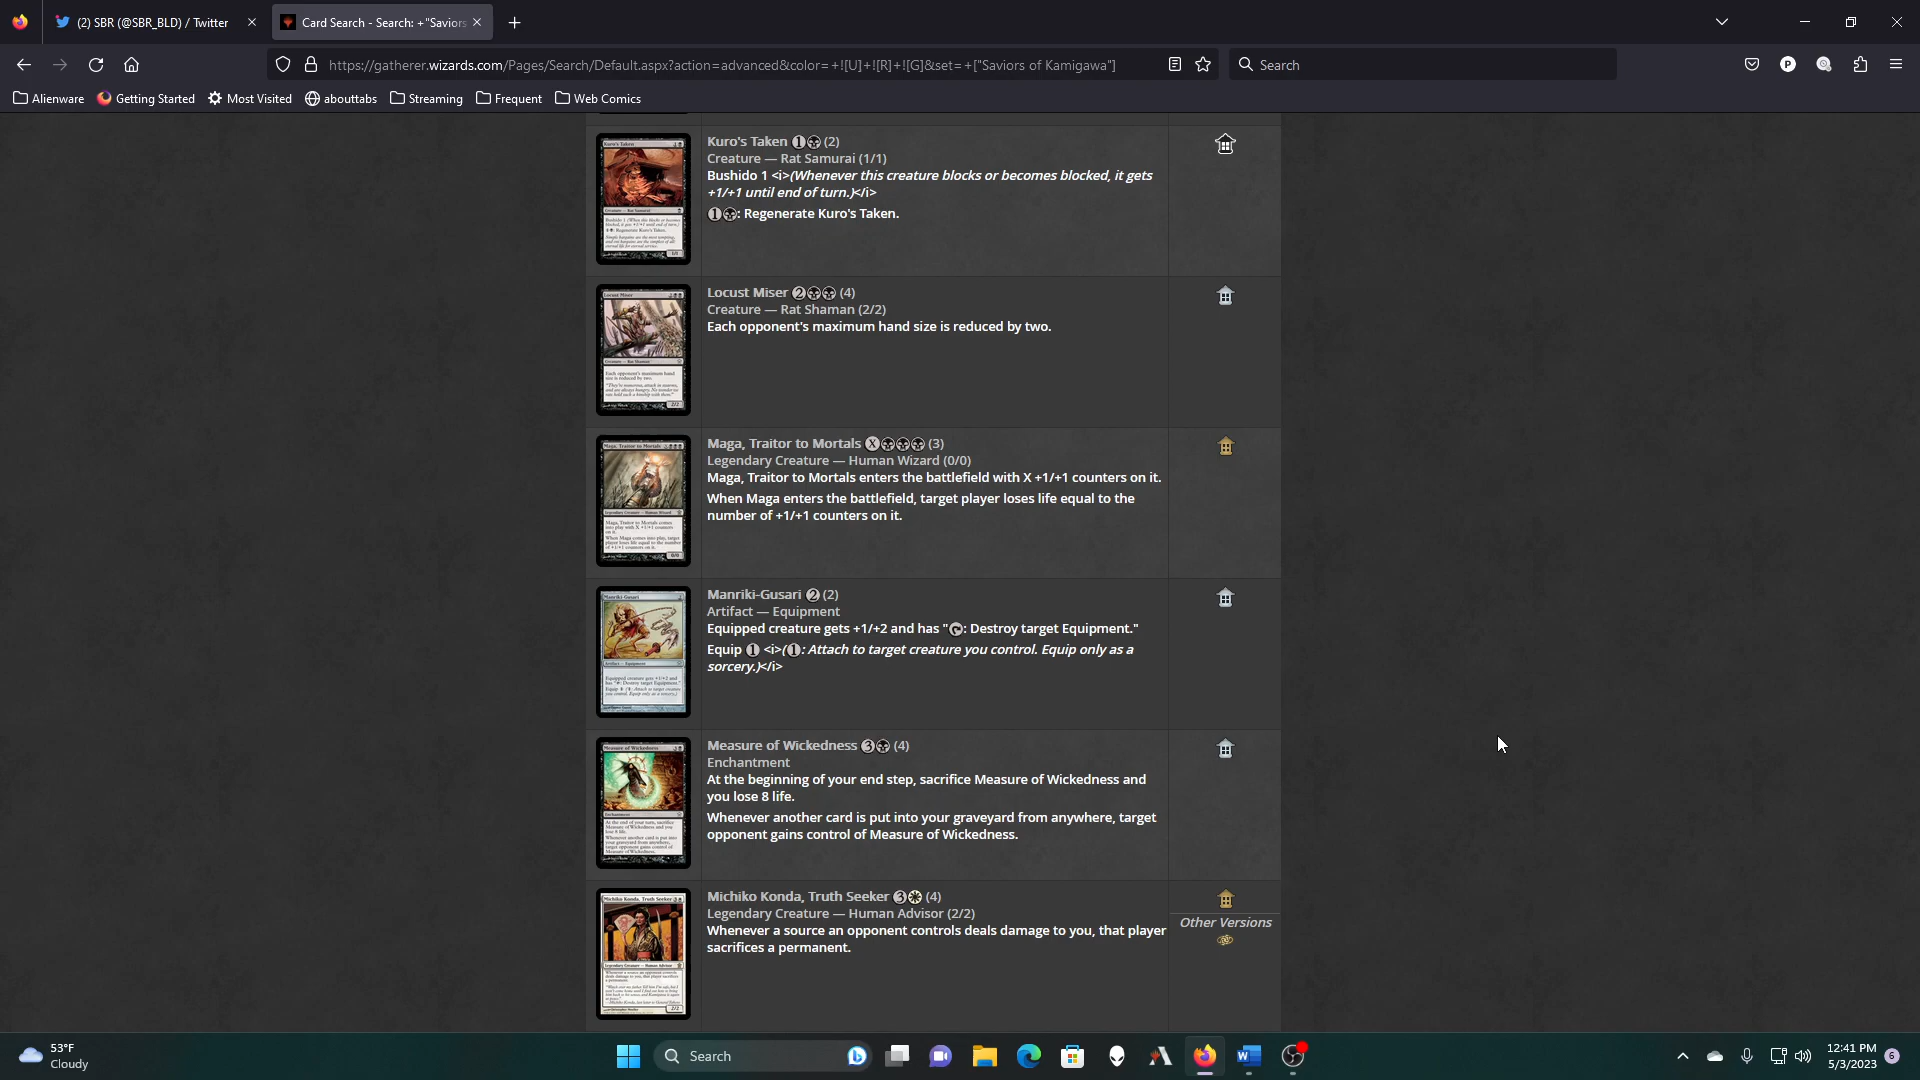 (2) SBR (@SBR_BLD) / Twitter
Card Search - Search: +"Saviors
https://gatherer.wizards.com/Pages/Search/Default.aspx?action=advanced&color=+![U]+![R]+![G]&set=+["Saviors of Kamigawa"]
Search
Alienware
Getting Started
Most Visited
abouttabs
Streaming
Frequent
Web Comics
Kuro's Taken 1 (2)
Creature — Rat Samurai (1/1)
Bushido 1 <i>(Whenever this creature blocks or becomes blocked, it gets
+1/+1 until end of turn.)</i>
1: Regenerate Kuro's Taken.
Locust Miser 2 (4)
Creature — Rat Shaman (2/2)
Each opponent's maximum hand size is reduced by two.
Maga, Traitor to Mortals X (3)
Legendary Creature — Human Wizard (0/0)
Maga, Traitor to Mortals enters the battlefield with X +1/+1 counters on it.
When Maga enters the battlefield, target player loses life equal to the
number of +1/+1 counters on it.
Manriki-Gusari 2 (2)
Artifact — Equipment
Equipped creature gets +1/+2 and has ": Destroy target Equipment."
Equip 1 <i>(1: Attach to target creature you control. Equip only as a
sorcery.)</i>
Measure of Wickedness 3 (4)
Enchantment
At the beginning of your end step, sacrifice Measure of Wickedness and
you lose 8 life.
Whenever another card is put into your graveyard from anywhere, target
opponent gains control of Measure of Wickedness.
Michiko Konda, Truth Seeker 3 (4)
Legendary Creature — Human Advisor (2/2)
Whenever a source an opponent controls deals damage to you, that player
sacrifices a permanent.
Other Versions
53°F
Cloudy
Search
12:41 PM
5/3/2023
6